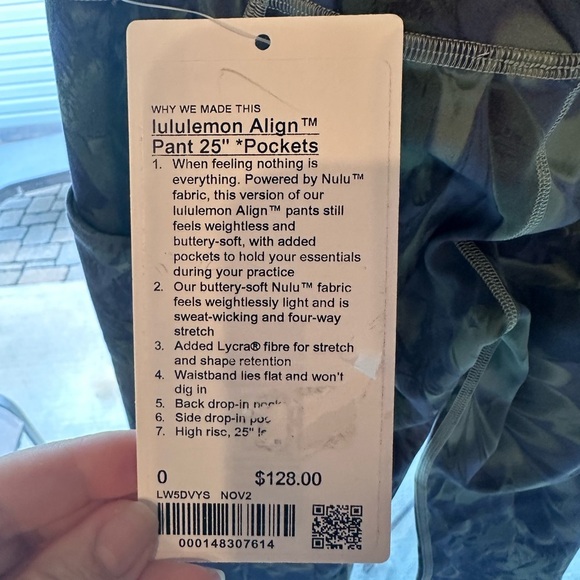 WHY WE MADE THIS
lululemon Align™
Pant 25" *Pockets
1. When feeling nothing is
everything. Powered by Nulu™
fabric, this version of our
lululemon Align™ pants still
feels weightless and
buttery-soft, with added
pockets to hold your essentials
during your practice
2. Our buttery-soft Nulu™ fabric
feels weightlessiy light and is
sweat-wicking and four-way
stretch
3. Added Lycra® fibre for stretch
and shape retention
4. Waistband lies flat and won't
dig in
5. Back drop-in
6. Side drop-in
7. High risc, 25"
0 $128.00
LW5DVYS NOV2
000148307614